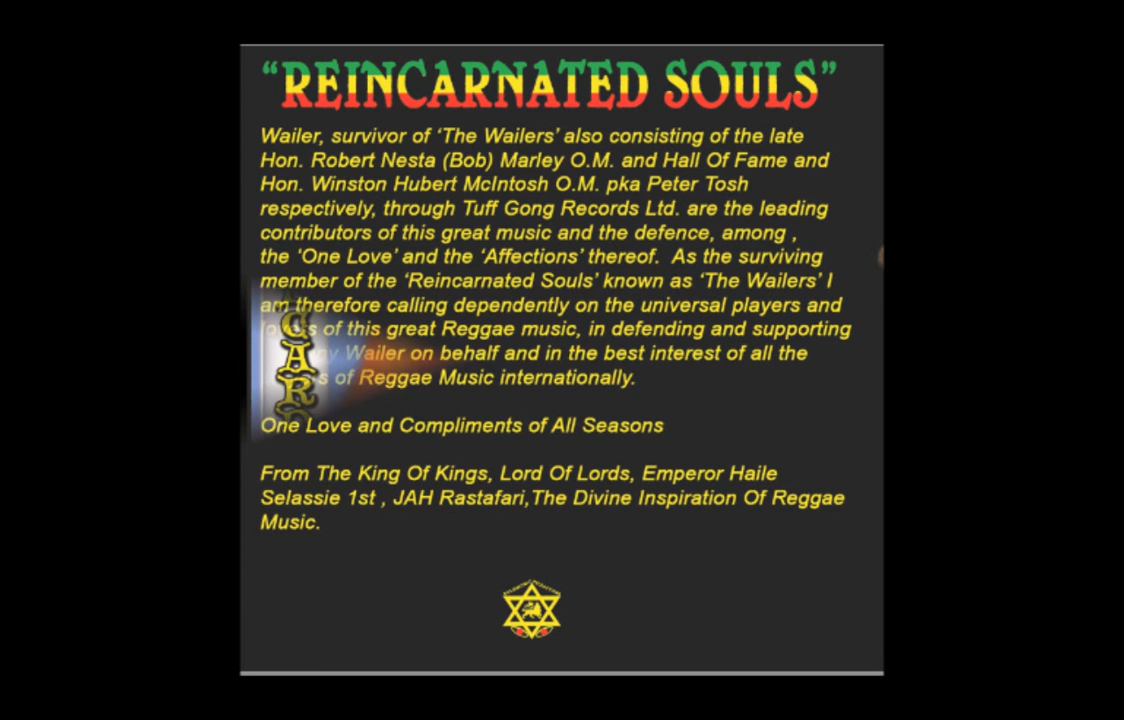 “REINCARNATED SOULS”
Wailer, survivor of ‘The Wailers’ also consisting of the late
Hon. Robert Nesta (Bob) Marley O.M. and Hall Of Fame and
Hon. Winston Hubert McIntosh O.M. pka Peter Tosh
respectively, through Tuff Gong Records Ltd. are the leading
contributors of this great music and the defence, among ,
the ‘One Love’ and the ‘Affections’ thereof. As the surviving
member of the ‘Reincarnated Souls’ known as ‘The Wailers’ I
am therefore calling dependently on the universal players and
of this great Reggae music, in defending and supporting
Wailer on behalf and in the best interest of all the
of Reggae Music internationally.
One Love and Compliments of All Seasons
From The King Of Kings, Lord Of Lords, Emperor Haile
Selassie 1st , JAH Rastafari,The Divine Inspiration Of Reggae
Music.